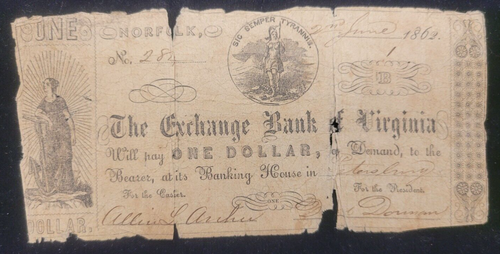 ONE
NORFOLK,
SIC SEMPER TYRANNIS.
June 1862
No. 28
1
B
The Exchange Bank of Virginia
Will pay ONE DOLLAR, on Demand, to the
Bearer, at its Banking House in
For the Casier.
ONE
For the President.
DOLLAR,